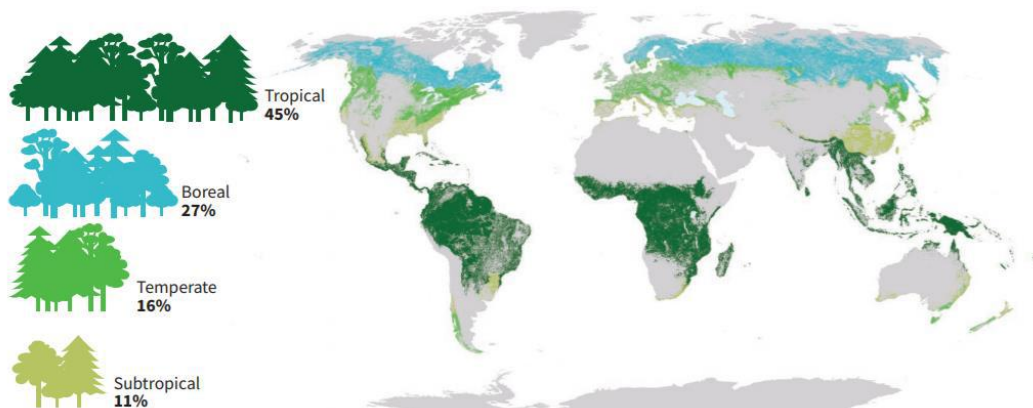 Tropical
45%
Boreal
27%
Temperate
16%
Subtropical
11%